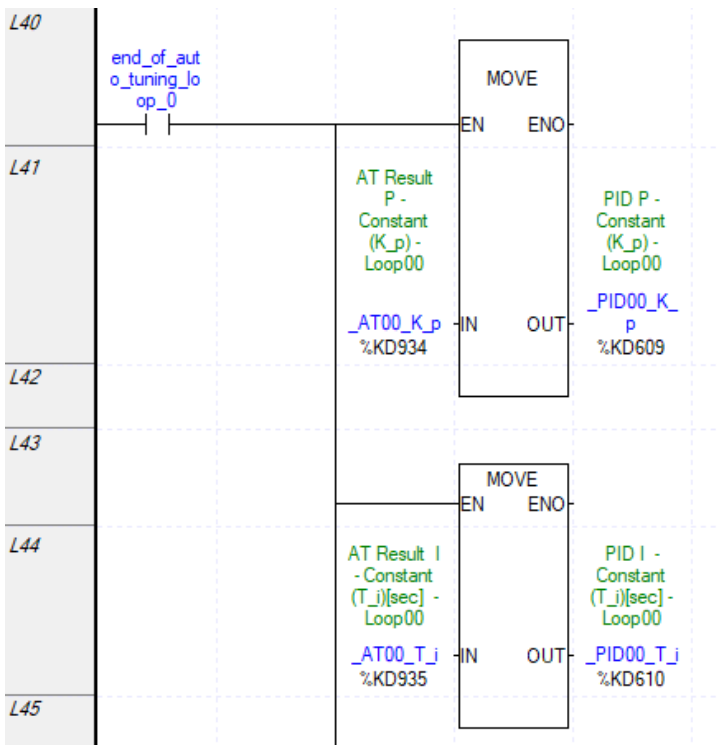 L40
end_of_aut
o_tuning_lo
op_0
MOVE
EN ENO
L41
AT Result
P -
Constant
(K_p) -
Loop00
PID P -
Constant
(K_p) -
Loop00
_AT00_K_p
%KD934
IN OUT
_PID00_K_
p
%KD609
L42
L43
MOVE
EN ENO
L44
AT Result I
- Constant
(T_i)[sec] -
Loop00
PID I -
Constant
(T_i)[sec] -
Loop00
_AT00_T_i
%KD935
IN OUT
_PID00_T_i
%KD610
L45